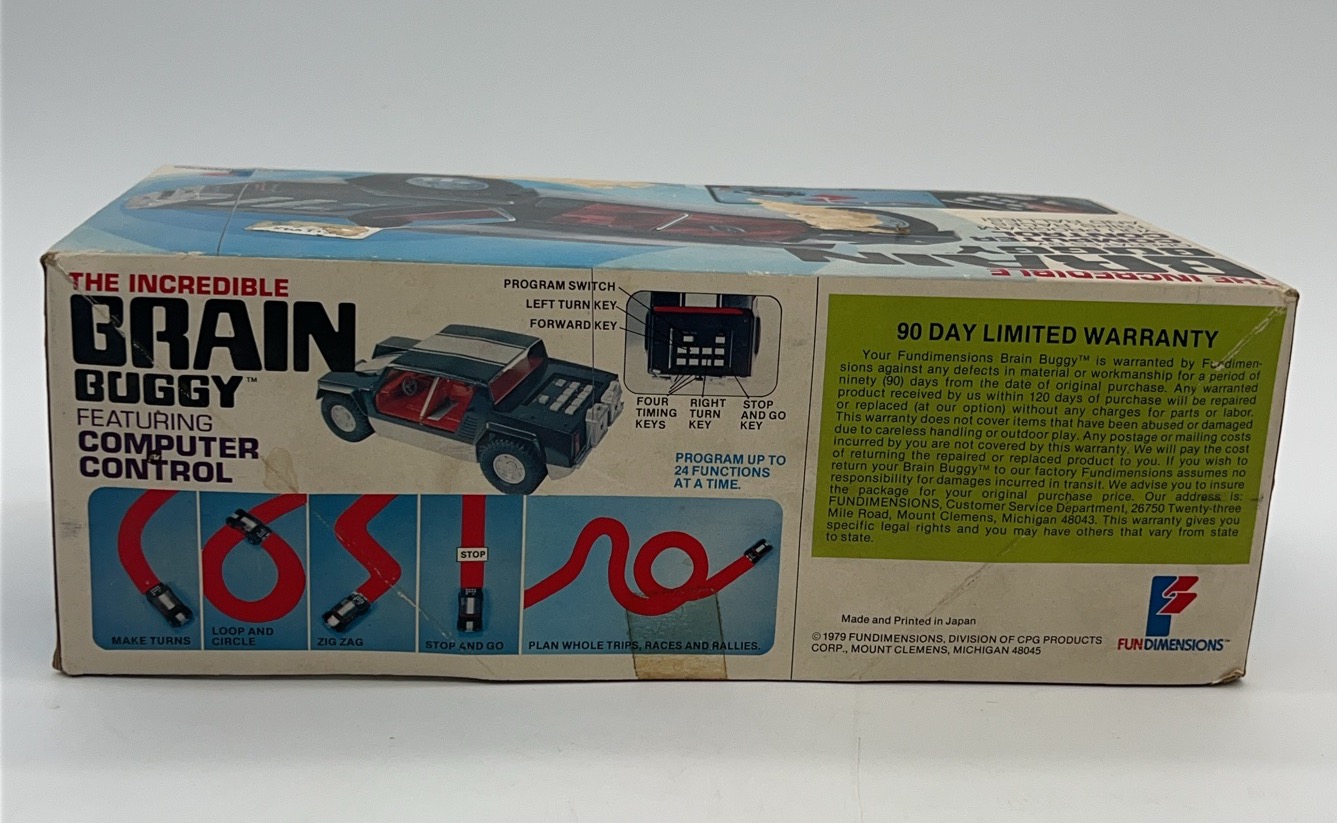 THE INCREDIBLE
BRAIN
BUGGY™
FEATURING
COMPUTER
CONTROL
PROGRAM SWITCH
LEFT TURN KEY
FORWARD KEY
FOUR
TIMING
KEYS
RIGHT
TURN
KEY
STOP
AND GO
KEY
PROGRAM UP TO
24 FUNCTIONS
AT A TIME.
MAKE TURNS
LOOP AND
CIRCLE
ZIG ZAG
STOP
STOP AND GO
PLAN WHOLE TRIPS, RACES AND RALLIES.
90 DAY LIMITED WARRANTY
Your Fundimensions Brain Buggy™ is warranted by Fundimen-
sions against any defects in material or workmanship for a period of
ninety (90) days from the date of original purchase. Any warranted
product received by us within 120 days of purchase will be repaired
or replaced (at our option) without any charges for parts or labor.
This warranty does not cover items that have been abused or damaged
due to careless handling or outdoor play. Any postage or mailing costs
incurred by you are not covered by this warranty. We will pay the cost
of returning the repaired or replaced product to you. If you wish to
return your Brain Buggy™ to our factory Fundimensions assumes no
responsibility for damages incurred in transit. We advise you to insure
the package for your original purchase price. Our address is:
FUNDIMENSIONS, Customer Service Department, 26750 Twenty-three
Mile Road, Mount Clemens, Michigan 48043. This warranty gives you
specific legal rights and you may have others that vary from state
to state.
Made and Printed in Japan
©1979 FUNDIMENSIONS, DIVISION OF CPG PRODUCTS
CORP., MOUNT CLEMENS, MICHIGAN 48045
FUNDIMENSIONS™
THE INCREDIBLE
BRAIN